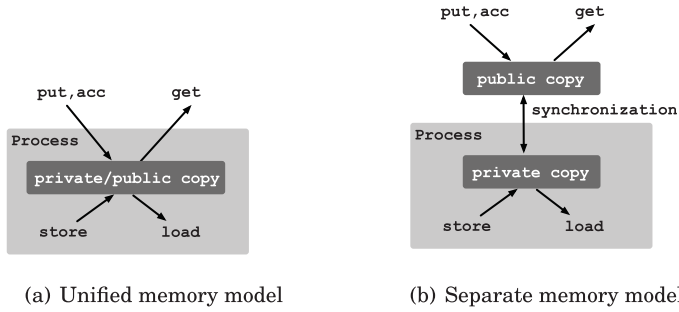 put,acc
get
Process
private/public copy
store
load
(a) Unified memory model
put,acc
get
public copy
synchronization
Process
private copy
store
load
(b) Separate memory model